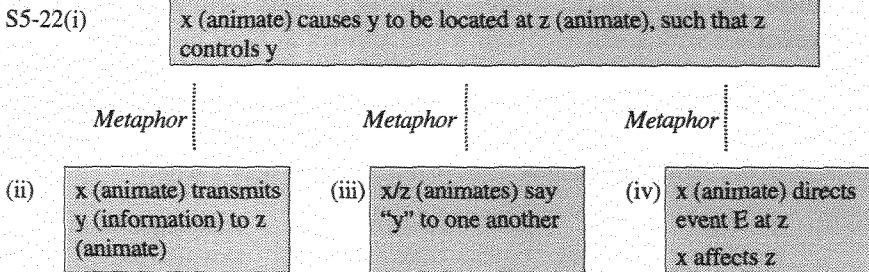 S5-22(i) x (animate) causes y to be located at z (animate), such that z
controls y
Metaphor Metaphor Metaphor
(ii) x (animate) transmits (iii) x/z (animates) say (iv) x (animate) directs
y (information) to z "y" to one another event E at z
(animate) x affects z